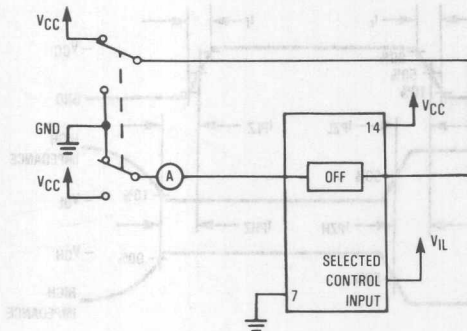 VCC
GND
VCC
A
14
VCC
OFF
VIL
SELECTED
CONTROL
INPUT
7